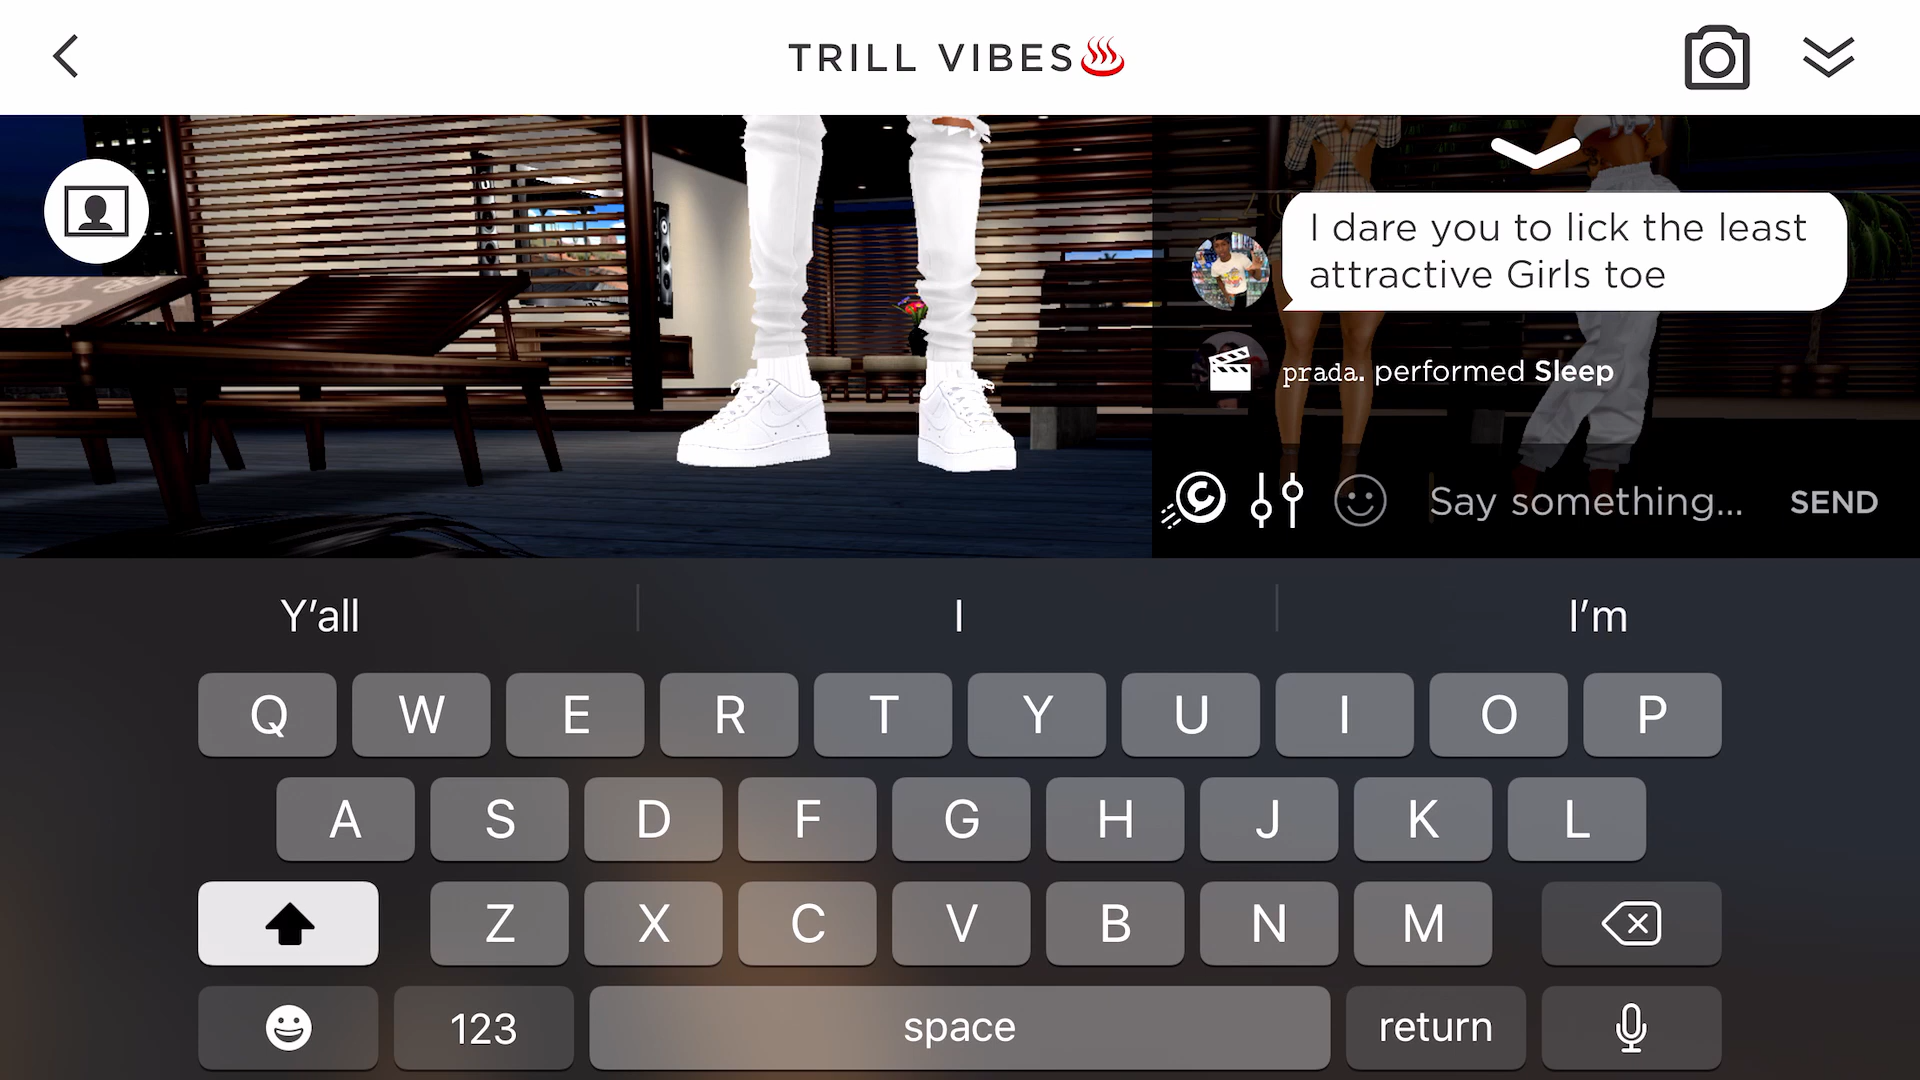 TRILL VIBES♨️
I dare you to lick the least
attractive Girls toe
prada. performed Sleep
Say something...
SEND
Y'all
I
I'm
Q W E R T Y U I O P
A S D F G H J K L
Z X C V B N M
123 space return